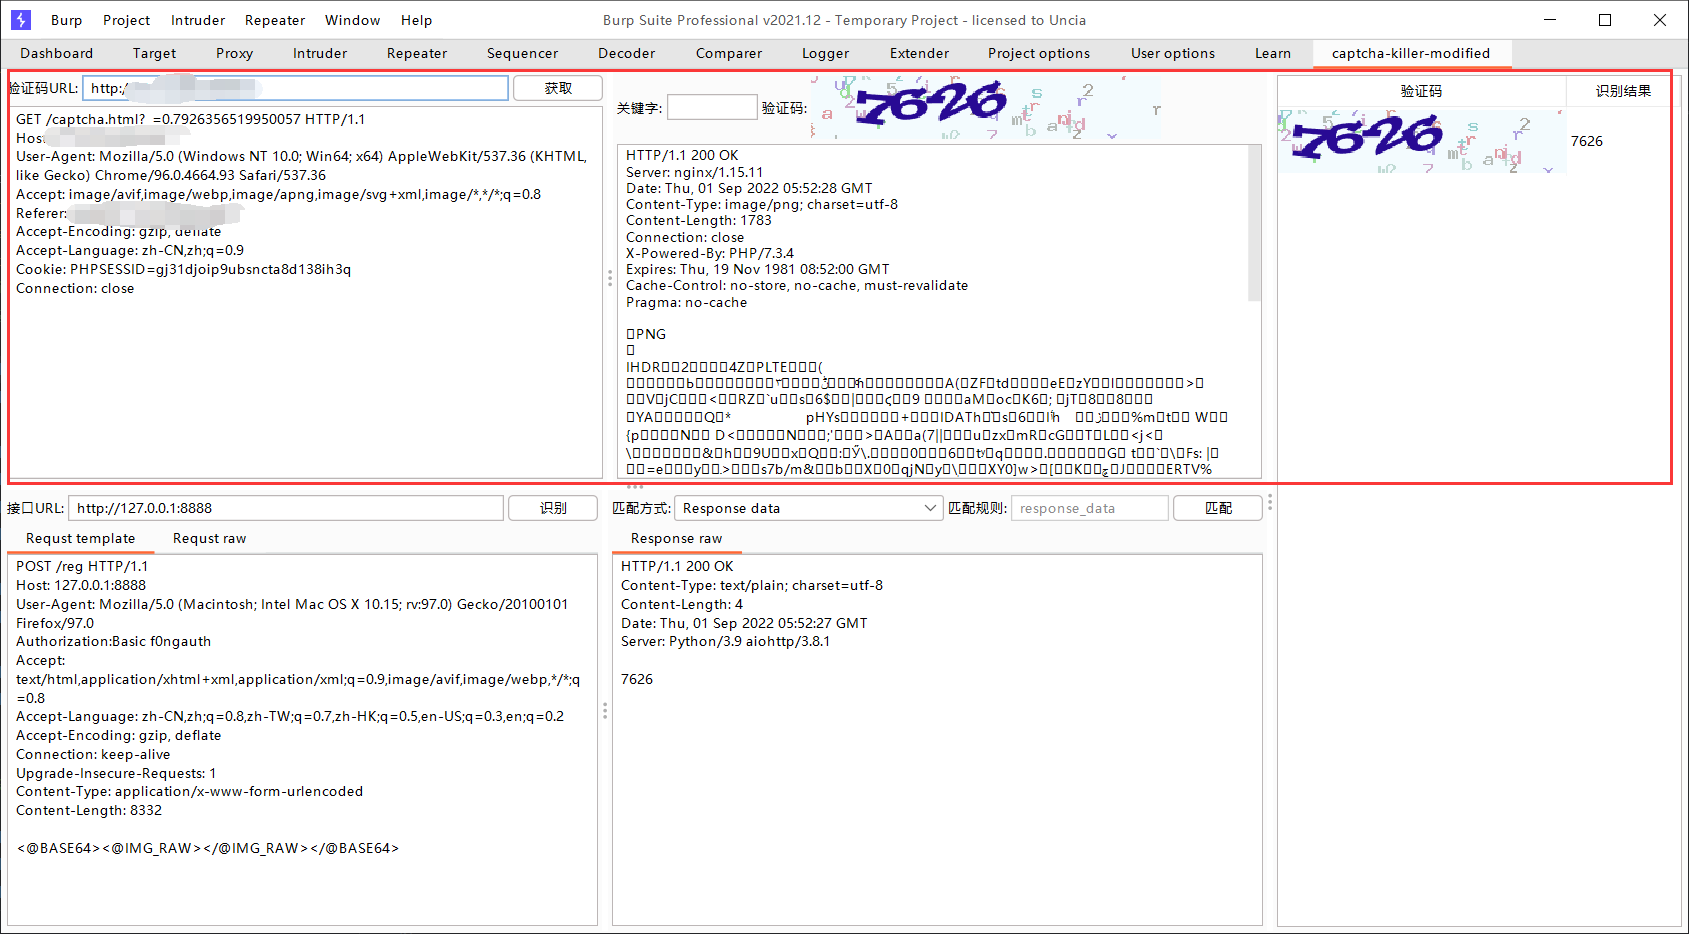 Burp Project Intruder Repeater Window Help Burp Suite Professional v2021.12 - Temporary Project - licensed to Uncia
Dashboard Target Proxy Intruder Repeater Sequencer Decoder Comparer Logger Extender Project options User options Learn captcha-killer-modified
验证码URL: http:/ 获取
GET /captcha.html?_=0.7926356519950057 HTTP/1.1
Host
User-Agent: Mozilla/5.0 (Windows NT 10.0; Win64; x64) AppleWebKit/537.36 (KHTML,
like Gecko) Chrome/96.0.4664.93 Safari/537.36
Accept: image/avif,image/webp,image/apng,image/svg+xml,image/*,*/*;q=0.8
Referer:
Accept-Encoding: gzip, deflate
Accept-Language: zh-CN,zh;q=0.9
Cookie: PHPSESSID=gj31djoip9ubsncta8d138ih3q
Connection: close
关键字: 验证码: 7626
HTTP/1.1 200 OK
Server: nginx/1.15.11
Date: Thu, 01 Sep 2022 05:52:28 GMT
Content-Type: image/png; charset=utf-8
Content-Length: 1783
Connection: close
X-Powered-By: PHP/7.3.4
Expires: Thu, 19 Nov 1981 08:52:00 GMT
Cache-Control: no-store, no-cache, must-revalidate
Pragma: no-cache
PNG
验证码 识别结果
7626 7626
接口URL: http://127.0.0.1:8888 识别
Requst template Requst raw
POST /reg HTTP/1.1
Host: 127.0.0.1:8888
User-Agent: Mozilla/5.0 (Macintosh; Intel Mac OS X 10.15; rv:97.0) Gecko/20100101
Firefox/97.0
Authorization:Basic f0ngauth
Accept:
text/html,application/xhtml+xml,application/xml;q=0.9,image/avif,image/webp,*/*;q
=0.8
Accept-Language: zh-CN,zh;q=0.8,zh-TW;q=0.7,zh-HK;q=0.5,en-US;q=0.3,en;q=0.2
Accept-Encoding: gzip, deflate
Connection: keep-alive
Upgrade-Insecure-Requests: 1
Content-Type: application/x-www-form-urlencoded
Content-Length: 8332
<@BASE64><@IMG_RAW></@IMG_RAW></@BASE64>
匹配方式: Response data 匹配规则: response_data 匹配
Response raw
HTTP/1.1 200 OK
Content-Type: text/plain; charset=utf-8
Content-Length: 4
Date: Thu, 01 Sep 2022 05:52:27 GMT
Server: Python/3.9 aiohttp/3.8.1
7626